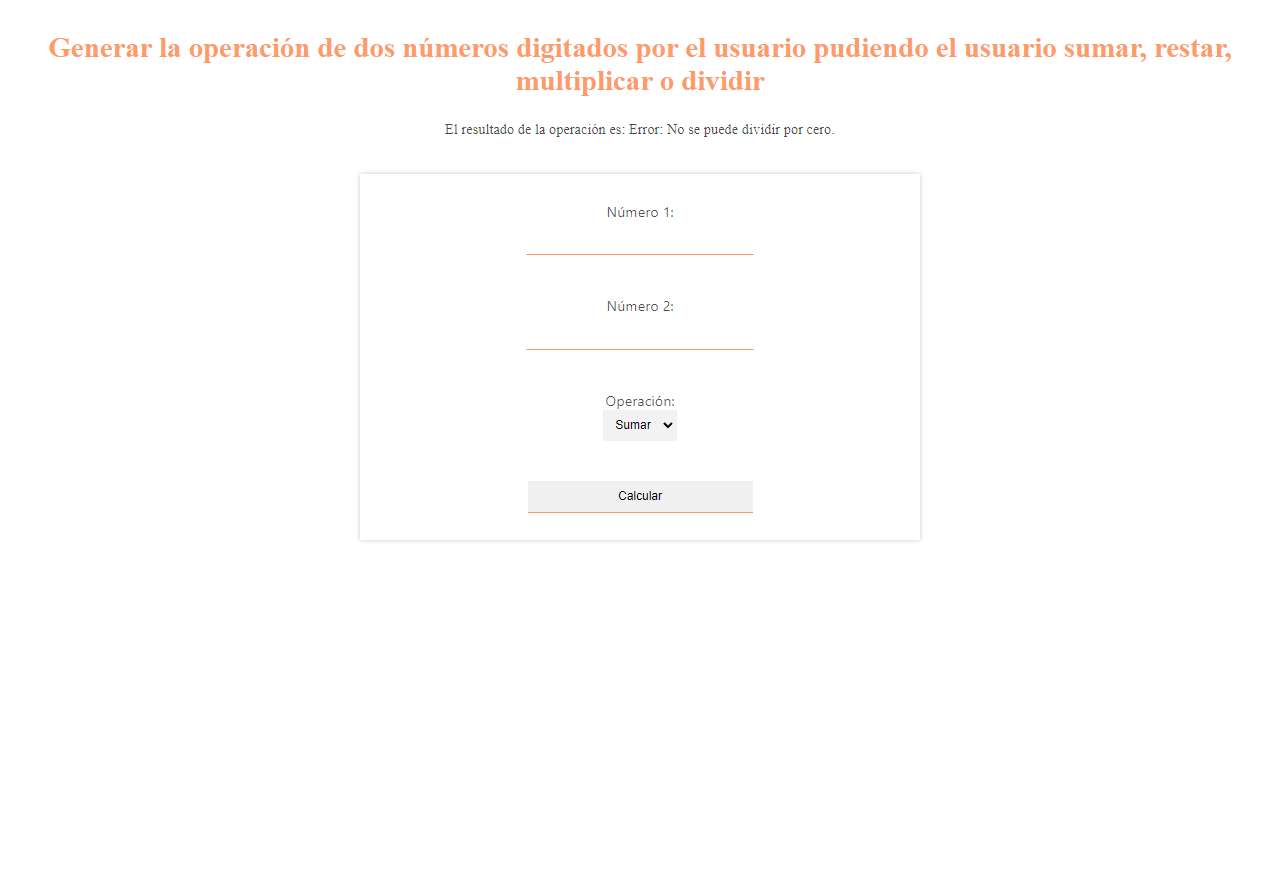 Generar la operación de dos números digitados por el usuario pudiendo el usuario sumar, restar,
multiplicar o dividir
El resultado de la operación es: Error: No se puede dividir por cero.
Número 1:
Número 2:
Operación:
Sumar
Calcular